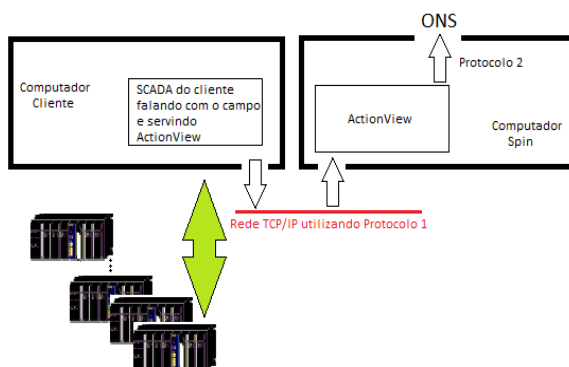 ONS
Protocolo 2
Computador
Cliente
SCADA do cliente
falando com o campo
e servindo
ActionView
ActionView
Computador
Spin
Rede TCP/IP utilizando Protocolo 1